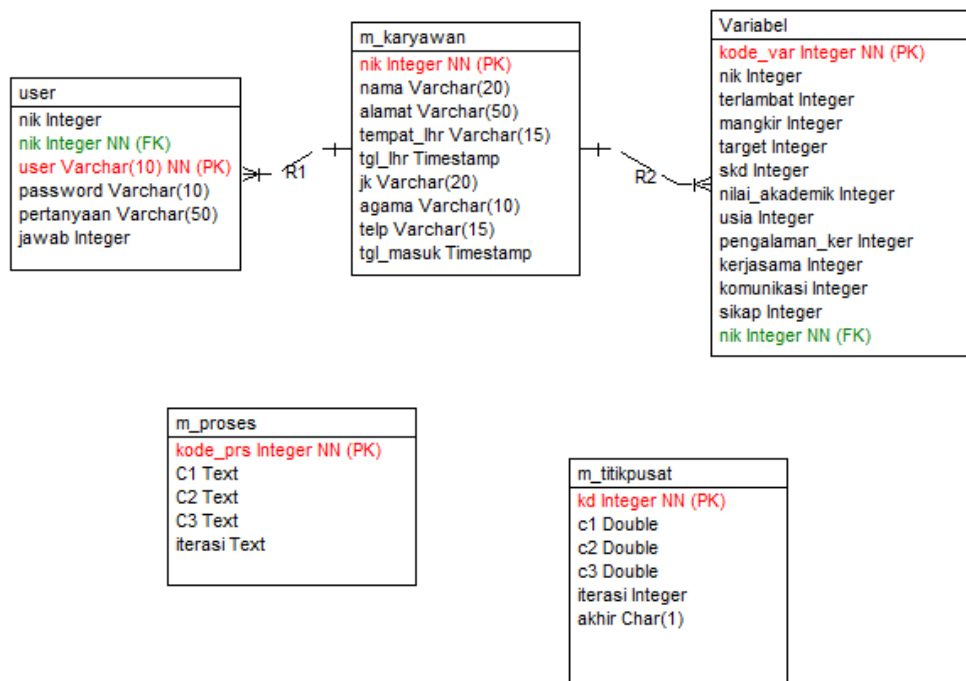 user
nik Integer
nik Integer NN (FK)
user Varchar(10) NN (PK)
password Varchar(10)
pertanyaan Varchar(50)
jawab Integer
R1
m_karyawan
nik Integer NN (PK)
nama Varchar(20)
alamat Varchar(50)
tempat_lhr Varchar(15)
tgl_lhr Timestamp
jk Varchar(20)
agama Varchar(10)
telp Varchar(15)
tgl_masuk Timestamp
R2
Variabel
kode_var Integer NN (PK)
nik Integer
terlambat Integer
mangkir Integer
target Integer
skd Integer
nilai_akademik Integer
usia Integer
pengalaman_ker Integer
kerjasama Integer
komunikasi Integer
sikap Integer
nik Integer NN (FK)
m_proses
kode_prs Integer NN (PK)
C1 Text
C2 Text
C3 Text
iterasi Text
m_titikpusat
kd Integer NN (PK)
c1 Double
c2 Double
c3 Double
iterasi Integer
akhir Char(1)